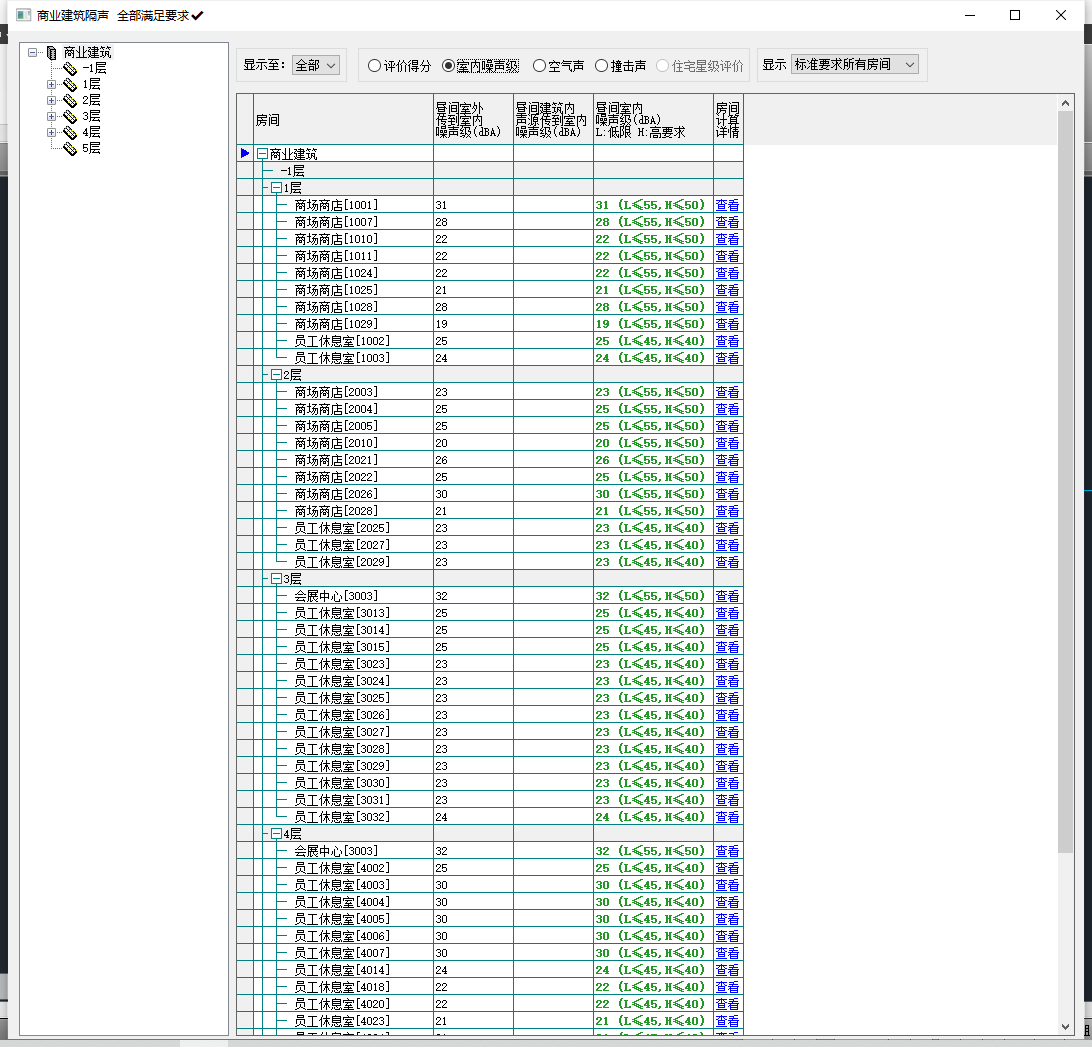 商业建筑隔声 全部满足要求
商业建筑
-1层
1层
2层
3层
4层
5层
显示至: 全部
评价得分 室内噪声级 空气声 撞击声 住宅星级评价
显示 标准要求所有房间
房间 昼间室外传到室内噪声级(dBA) 昼间建筑内声源传到室内噪声级(dBA) 昼间室内噪声级(dBA) L:低限 H:高要求 房间计算详情
商业建筑
-1层
1层
商场商店[1001] 31 31 (L≤55,H≤50) 查看
商场商店[1007] 28 28 (L≤55,H≤50) 查看
商场商店[1010] 22 22 (L≤55,H≤50) 查看
商场商店[1011] 22 22 (L≤55,H≤50) 查看
商场商店[1024] 22 22 (L≤55,H≤50) 查看
商场商店[1025] 21 21 (L≤55,H≤50) 查看
商场商店[1028] 28 28 (L≤55,H≤50) 查看
商场商店[1029] 19 19 (L≤55,H≤50) 查看
员工休息室[1002] 25 25 (L≤45,H≤40) 查看
员工休息室[1003] 24 24 (L≤45,H≤40) 查看
2层
商场商店[2003] 23 23 (L≤55,H≤50) 查看
商场商店[2004] 25 25 (L≤55,H≤50) 查看
商场商店[2005] 25 25 (L≤55,H≤50) 查看
商场商店[2010] 20 20 (L≤55,H≤50) 查看
商场商店[2021] 26 26 (L≤55,H≤50) 查看
商场商店[2022] 25 25 (L≤55,H≤50) 查看
商场商店[2026] 30 30 (L≤55,H≤50) 查看
商场商店[2028] 21 21 (L≤55,H≤50) 查看
员工休息室[2025] 23 23 (L≤45,H≤40) 查看
员工休息室[2027] 23 23 (L≤45,H≤40) 查看
员工休息室[2029] 23 23 (L≤45,H≤40) 查看
3层
会展中心[3003] 32 32 (L≤55,H≤50) 查看
员工休息室[3013] 25 25 (L≤45,H≤40) 查看
员工休息室[3014] 25 25 (L≤45,H≤40) 查看
员工休息室[3015] 25 25 (L≤45,H≤40) 查看
员工休息室[3023] 23 23 (L≤45,H≤40) 查看
员工休息室[3024] 23 23 (L≤45,H≤40) 查看
员工休息室[3025] 23 23 (L≤45,H≤40) 查看
员工休息室[3026] 23 23 (L≤45,H≤40) 查看
员工休息室[3027] 23 23 (L≤45,H≤40) 查看
员工休息室[3028] 23 23 (L≤45,H≤40) 查看
员工休息室[3029] 23 23 (L≤45,H≤40) 查看
员工休息室[3030] 23 23 (L≤45,H≤40) 查看
员工休息室[3031] 23 23 (L≤45,H≤40) 查看
员工休息室[3032] 24 24 (L≤45,H≤40) 查看
4层
会展中心[3003] 32 32 (L≤55,H≤50) 查看
员工休息室[4002] 25 25 (L≤45,H≤40) 查看
员工休息室[4003] 30 30 (L≤45,H≤40) 查看
员工休息室[4004] 30 30 (L≤45,H≤40) 查看
员工休息室[4005] 30 30 (L≤45,H≤40) 查看
员工休息室[4006] 30 30 (L≤45,H≤40) 查看
员工休息室[4007] 30 30 (L≤45,H≤40) 查看
员工休息室[4014] 24 24 (L≤45,H≤40) 查看
员工休息室[4018] 22 22 (L≤45,H≤40) 查看
员工休息室[4020] 22 22 (L≤45,H≤40) 查看
员工休息室[4023] 21 21 (L≤45,H≤40) 查看